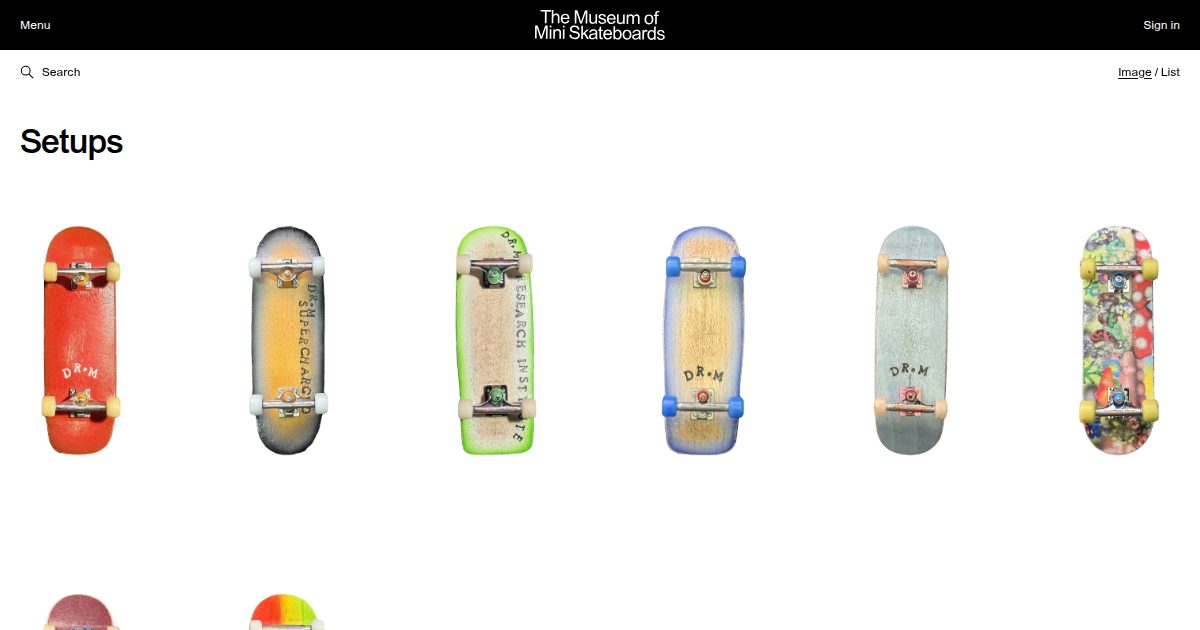 Menu
The Museum of
Mini Skateboards
Sign in
Search
Image / List
Setups
DR•M
DR•M
SUPERCHARG
DR.M
ESEARCH INST
DR•M
DR•M